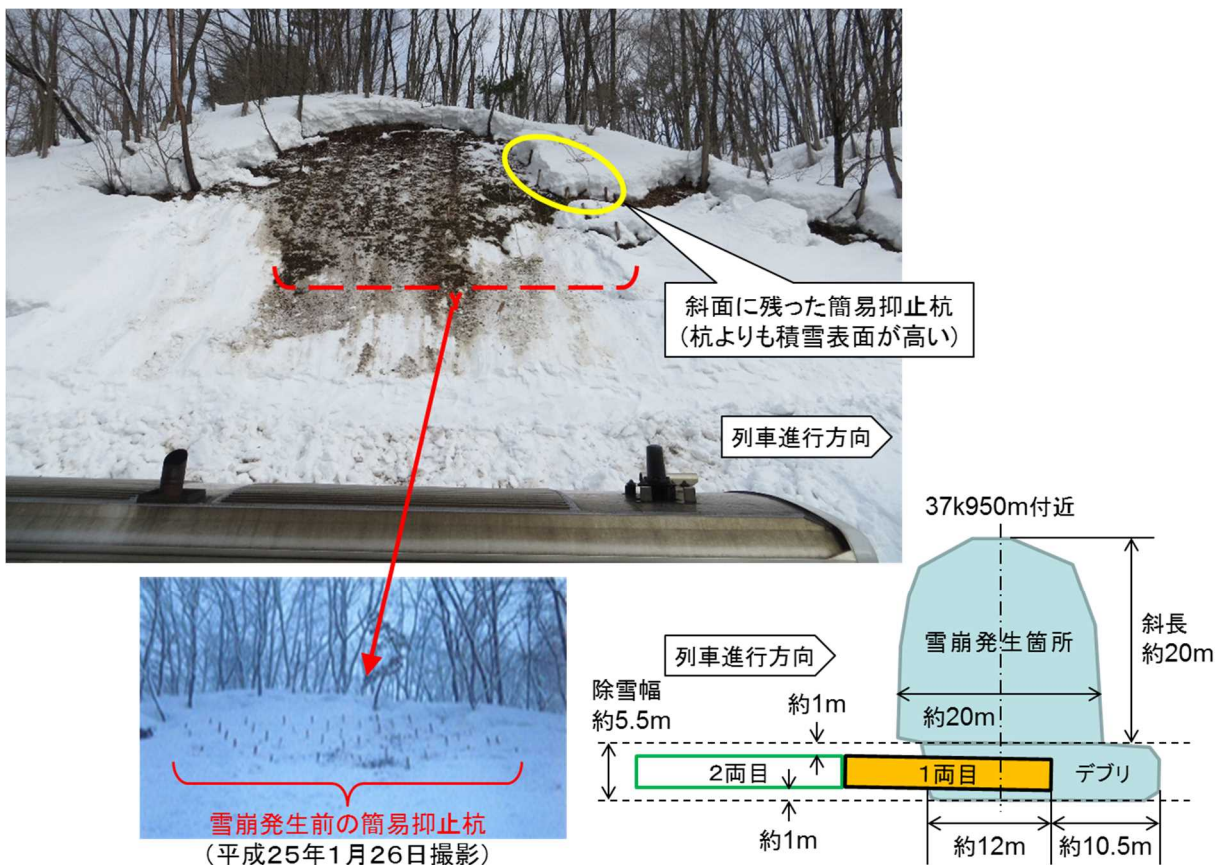 斜面に残った簡易抑止杭
(杭よりも積雪表面が高い)
列車進行方向
雪崩発生前の簡易抑止杭
(平成25年1月26日撮影)
37k950m付近
雪崩発生箇所
斜長
約20m
列車進行方向
除雪幅
約5.5m
約1m
約20m
2両目
1両目
デブリ
約1m
約12m
約10.5m